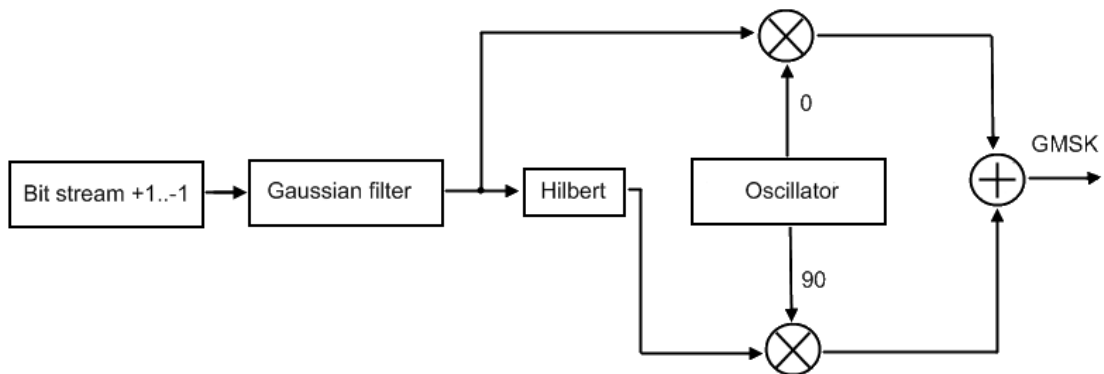 0
GMSK
Bit stream +1..-1
Gaussian filter
Hilbert
Oscillator
90